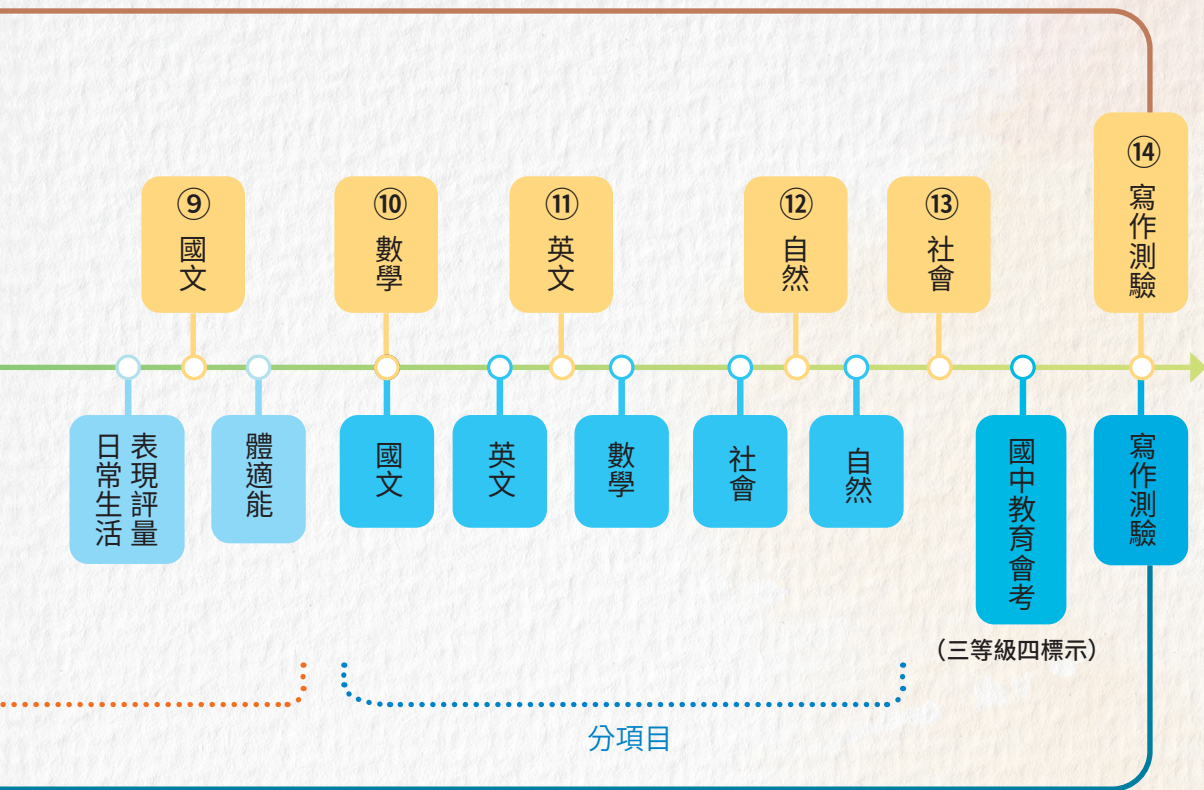 ⑨
國文
⑩
數學
⑪
英文
⑫
自然
⑬
社會
⑭
寫作測驗
日常生活
表現評量
體適能
國文
英文
數學
社會
自然
國中教育會考
寫作測驗
（三等級四標示）
分項目